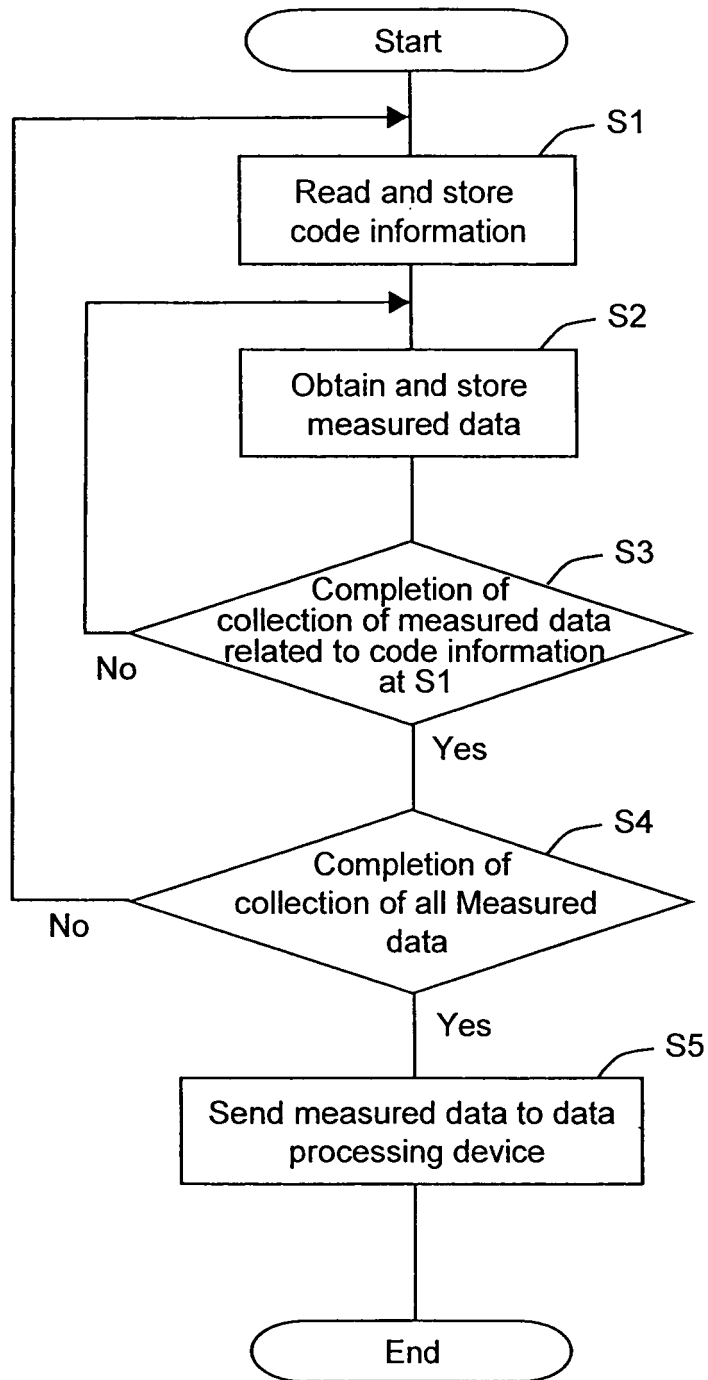 Start
S1
Read and store
code information
S2
Obtain and store
measured data
S3
Completion of
collection of measured data
related to code information
at S1
No
Yes
S4
Completion of
collection of all Measured
data
No
Yes
S5
Send measured data to data
processing device
End